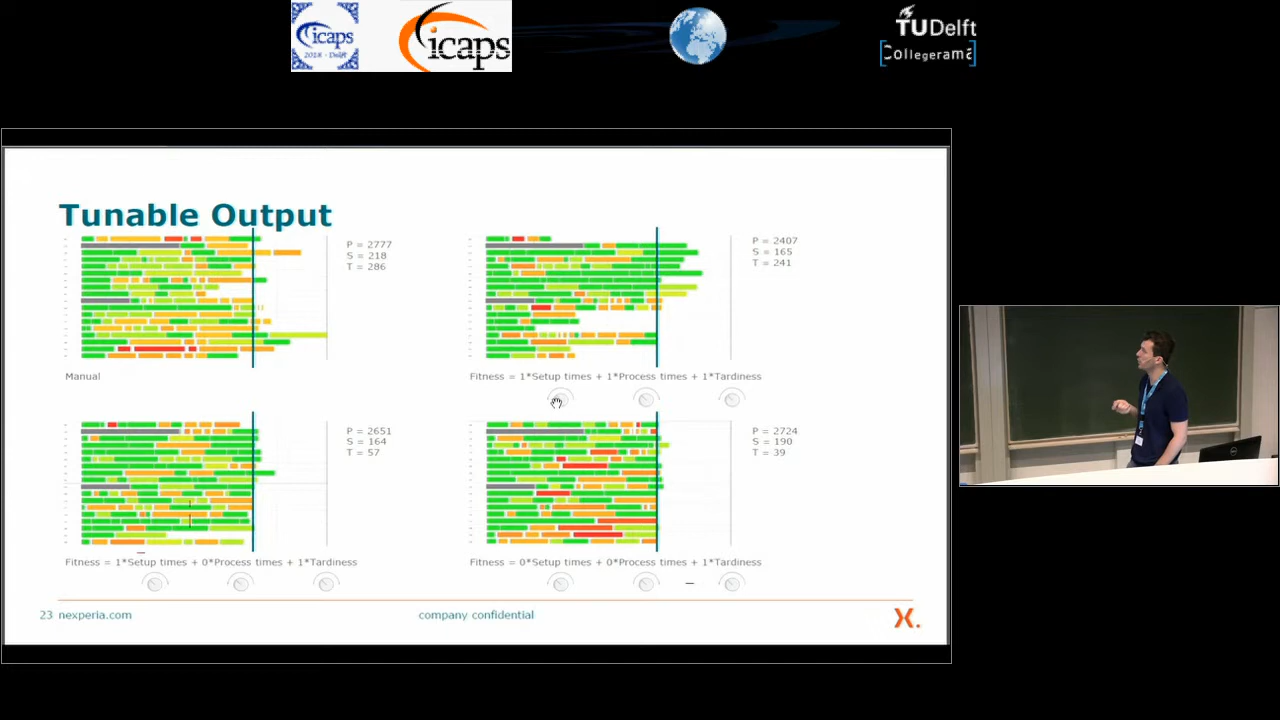 icaps
2018 - Delft
icaps
TUDelft
Collegerama
Tunable Output
P = 2777
S = 218
T = 286
Manual
P = 2407
S = 165
T = 241
Fitness = 1*Setup times + 1*Process times + 1*Tardiness
P = 2651
S = 164
T = 57
Fitness = 1*Setup times + 0*Process times + 1*Tardiness
P = 2724
S = 190
T = 39
Fitness = 0*Setup times + 0*Process times + 1*Tardiness
23 nexperia.com
company confidential
X.